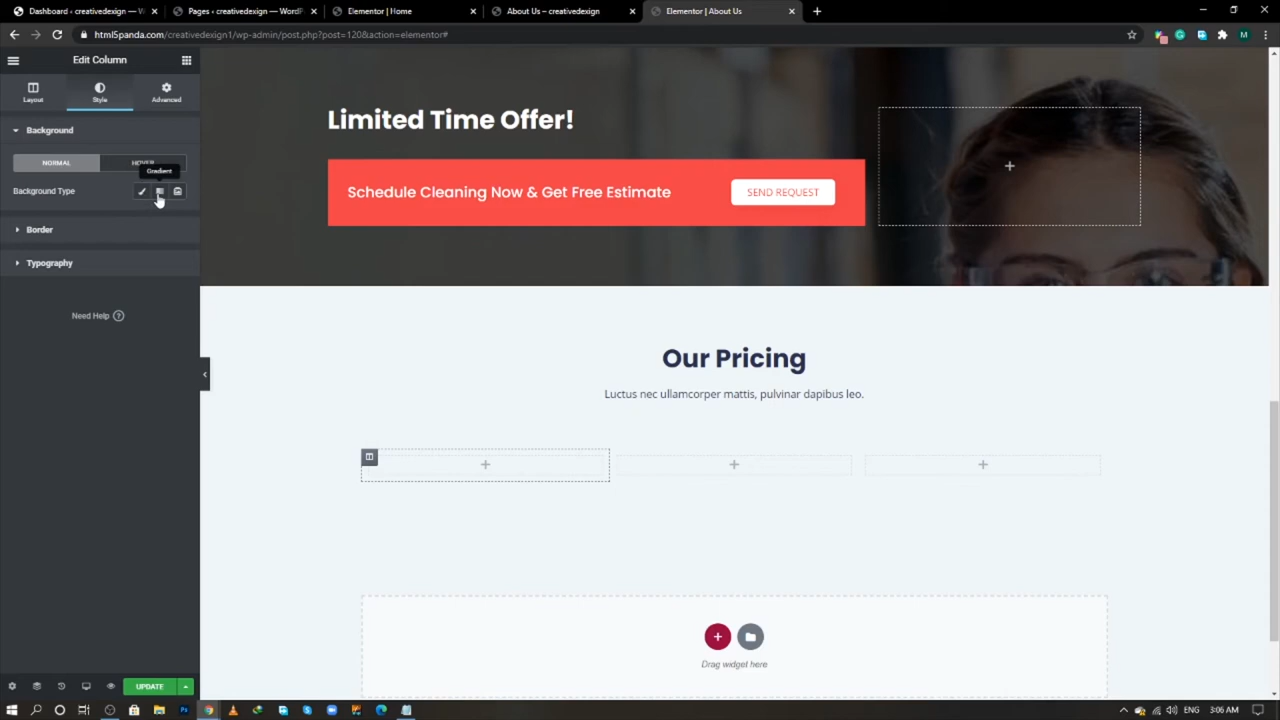 Dashboard ‹ creativedexign — W
Pages ‹ creativedexign — WordPr
Elementor | Home
About Us – creativedexign
Elementor | About Us
html5panda.com/creativedexign1/wp-admin/post.php?post=120&action=elementor#
M
Edit Column
Layout
Style
Advanced
Background
NORMAL
HOVER
Gradient
Background Type
Border
Typography
Need Help
UPDATE
Limited Time Offer!
Schedule Cleaning Now & Get Free Estimate
SEND REQUEST
Our Pricing
Luctus nec ullamcorper mattis, pulvinar dapibus leo.
Drag widget here
ENG
3:06 AM